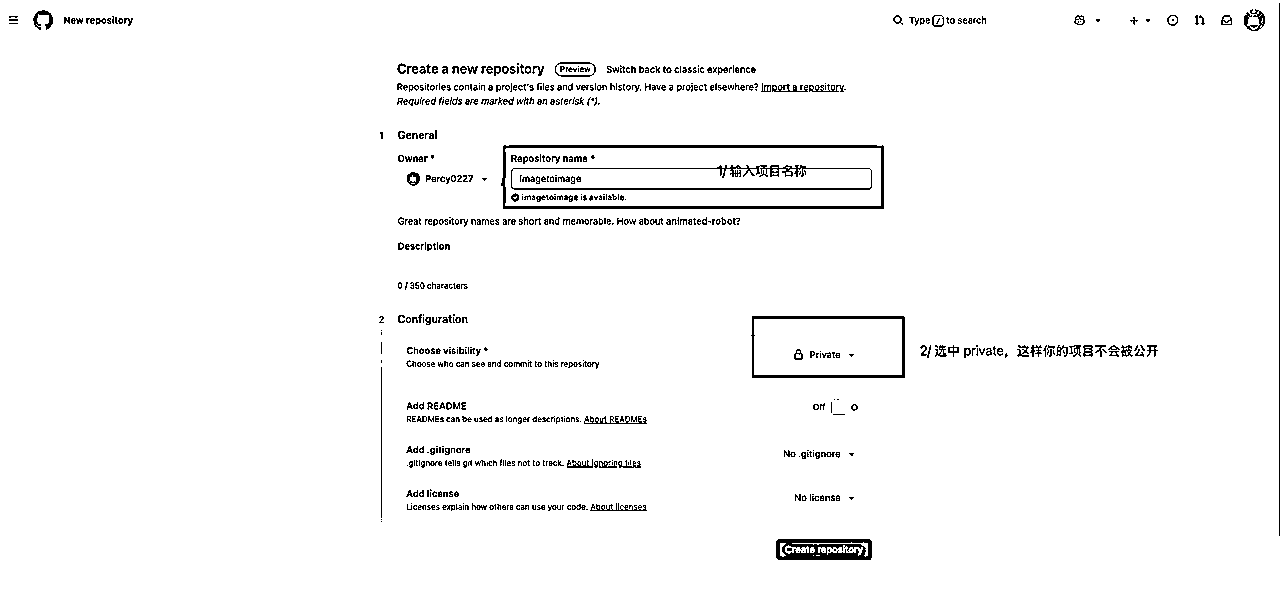 New repository
Type / to search
Create a new repository Preview Switch back to classic experience
Repositories contain a project's files and version history. Have a project elsewhere? Import a repository.
Required fields are marked with an asterisk (*).
1 General
Owner * Repository name *
1/ 输入项目名称
Percy0227 / imagetoimage
imagetoimage is available.
Great repository names are short and memorable. How about animated-robot?
Description
0 / 350 characters
2 Configuration
Choose visibility *
Choose who can see and commit to this repository
Private
2/ 选中 private，这样你的项目不会被公开
Add README
READMEs can be used as longer descriptions. About READMEs
Off
Add .gitignore
.gitignore tells git which files not to track. About ignoring files
No .gitignore
Add license
Licenses explain how others can use your code. About licenses
No license
Create repository